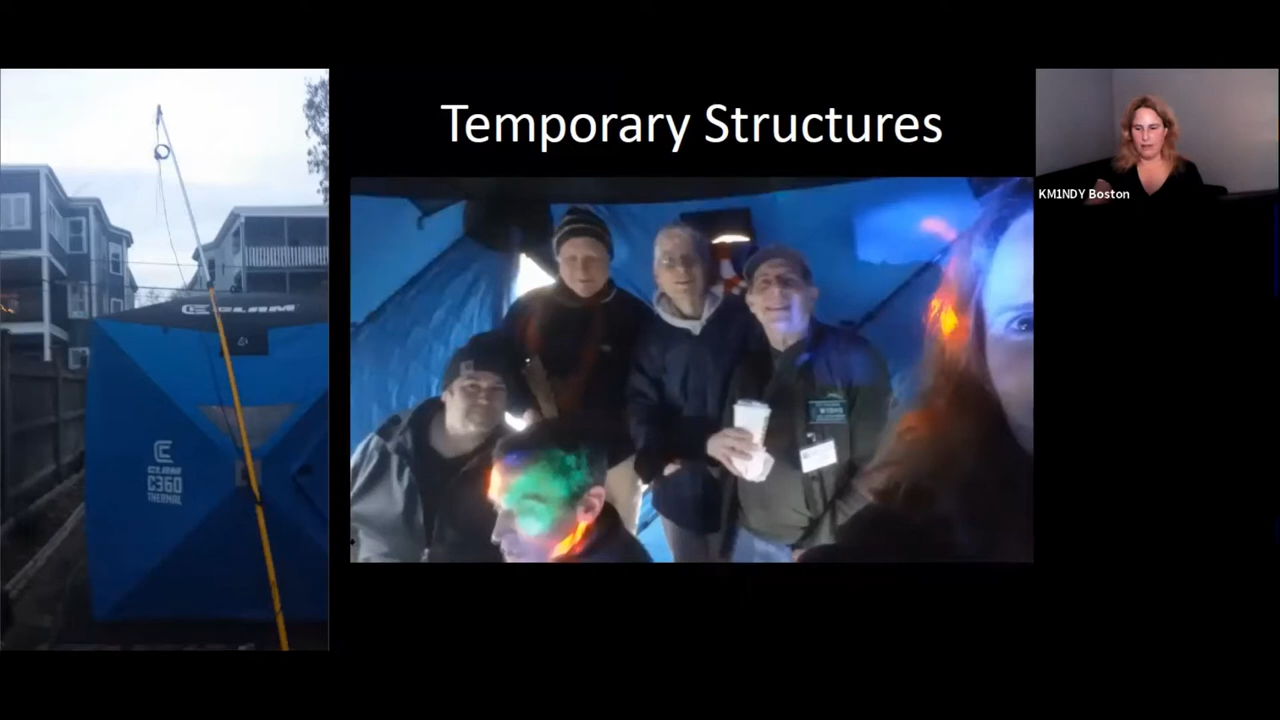 Temporary Structures
KM1NDY Boston
CLAM
CLAM
C360
THERMAL